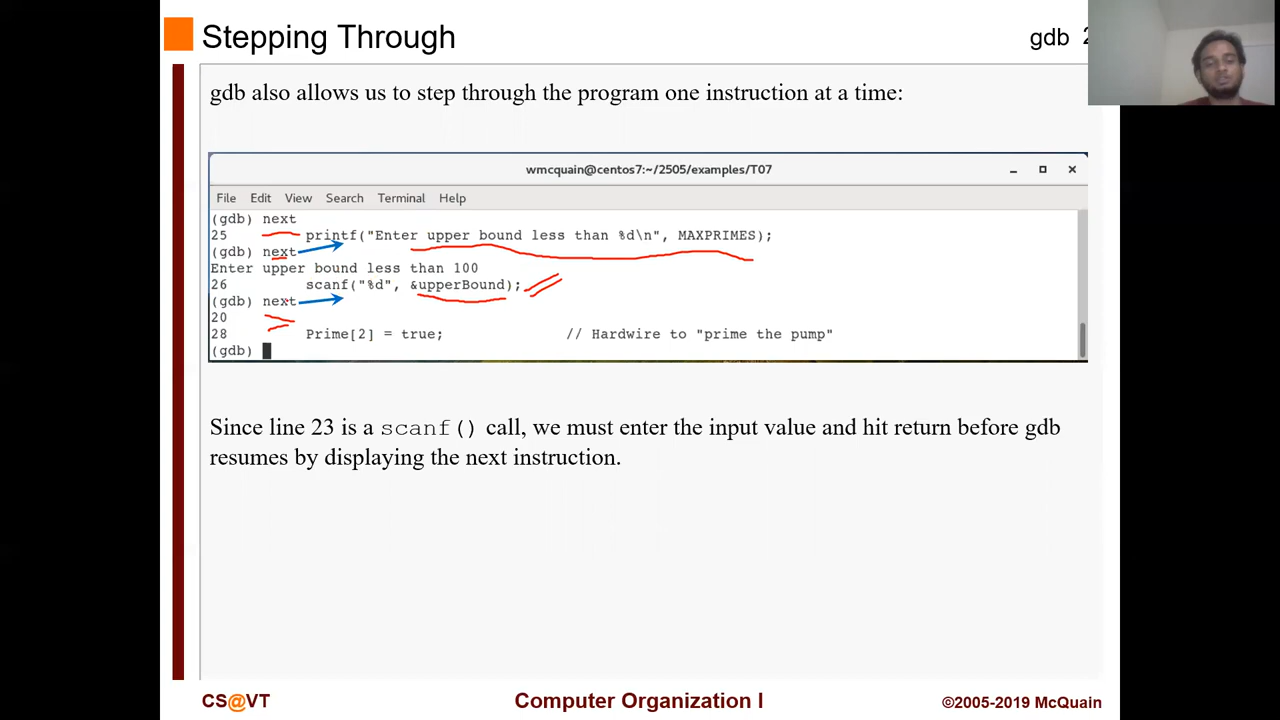 Stepping Through
gdb
gdb also allows us to step through the program one instruction at a time:
wmcquain@centos7:~/2505/examples/T07
File Edit View Search Terminal Help
(gdb) next
25 printf("Enter upper bound less than %d\n", MAXPRIMES);
(gdb) next
Enter upper bound less than 100
26 scanf("%d", &upperBound);
(gdb) next
20
28 Prime[2] = true; // Hardwire to "prime the pump"
(gdb)
Since line 23 is a scanf() call, we must enter the input value and hit return before gdb
resumes by displaying the next instruction.
CS@VT Computer Organization I ©2005-2019 McQuain